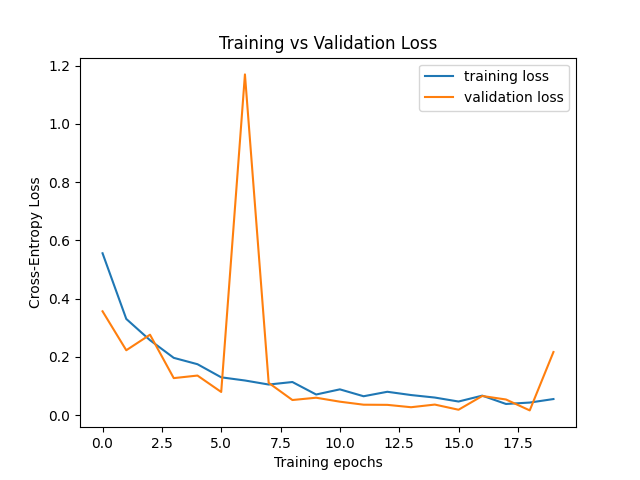 Training vs Validation Loss
training loss
validation loss
Cross-Entropy Loss
1.2
1.0
0.8
0.6
0.4
0.2
0.0
0.0 2.5 5.0 7.5 10.0 12.5 15.0 17.5
Training epochs